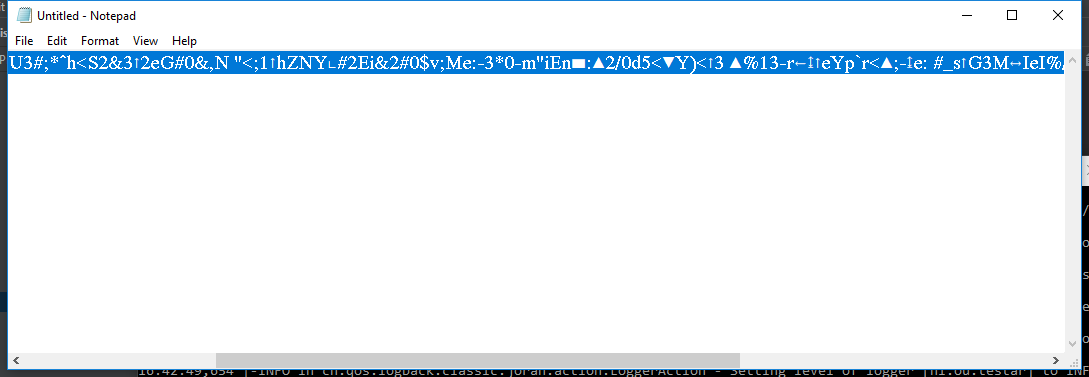 Untitled - Notepad
File Edit Format View Help
U3#;*^h<S2&3↑2eG#0&,N "<;1↑hZNY∟#2Ei&2#0$v;Me:-3*0-m"iEn■:▲2/0d5<▼Y)<↑3 ▲%13-r←↨↑eYp`r<▲;-↨e: #_s↑G3M↔IeI%
16:42:49,654 |-INFO in ch.qos.logback.classic.joran.action.LoggerAction - Setting level of logger [nl.ou.testar] to INF